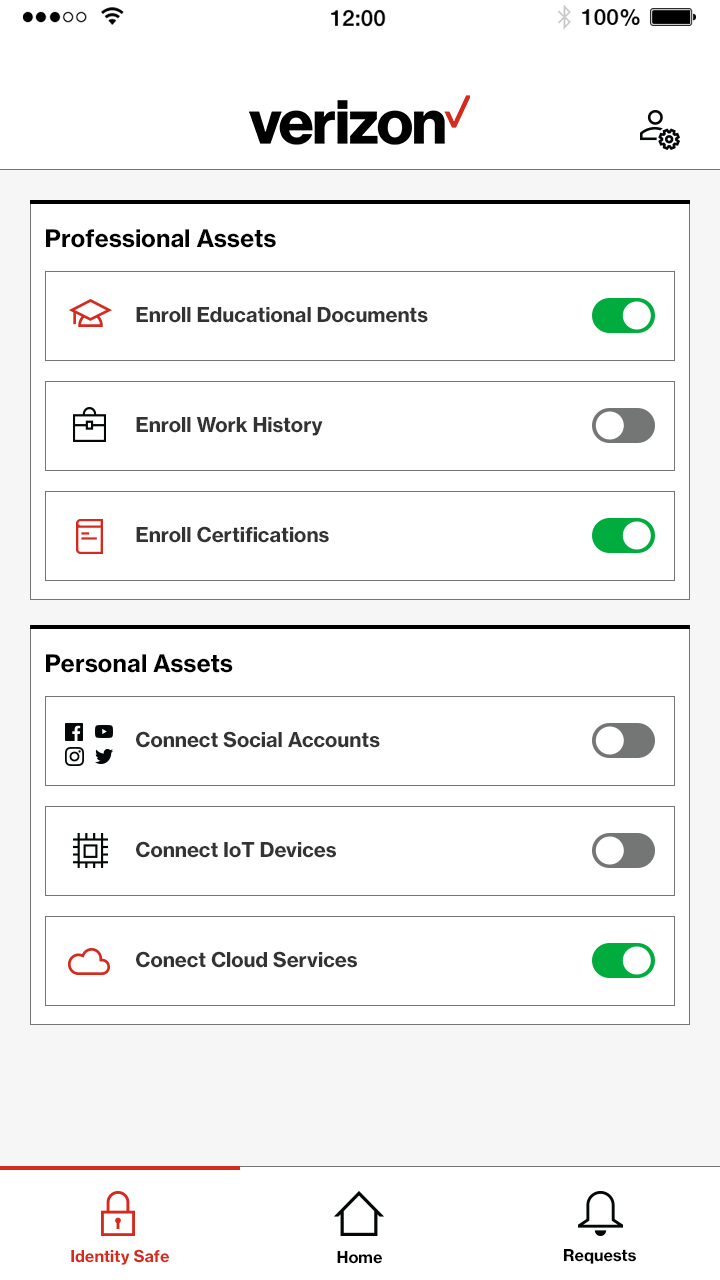 12:00
100%
verizon
Professional Assets
Enroll Educational Documents
Enroll Work History
Enroll Certifications
Personal Assets
Connect Social Accounts
Connect IoT Devices
Conect Cloud Services
Identity Safe
Home
Requests